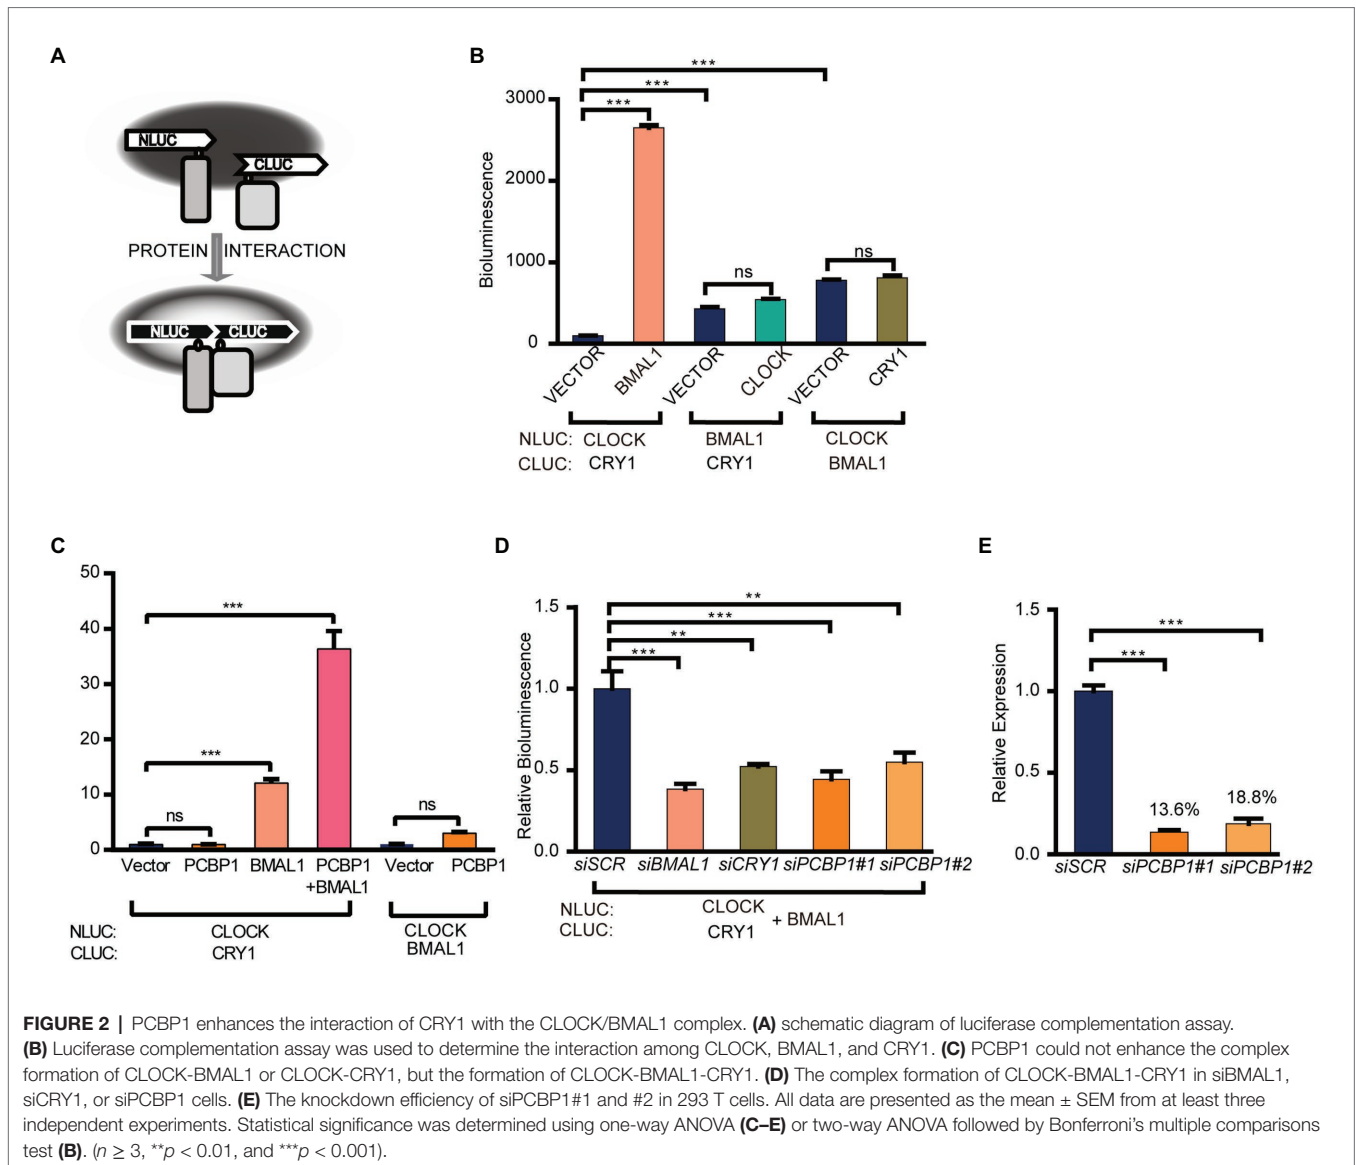 A
NLUC
CLUC
PROTEIN INTERACTION
NLUC CLUC
B
***
***
***
ns
ns
Bioluminescence
3000
2000
1000
0
VECTOR BMAL1 VECTOR CLOCK VECTOR CRY1
NLUC: CLOCK BMAL1 CLOCK
CLUC: CRY1 CRY1 BMAL1
C
50
40
30
20
10
0
***
***
ns
ns
Vector PCBP1 BMAL1 PCBP1 Vector PCBP1
+BMAL1
NLUC: CLOCK CLOCK
CLUC: CRY1 BMAL1
D
Relative Bioluminescence
1.5
1.0
0.5
0.0
**
***
**
***
siSCR siBMAL1 siCRY1 siPCBP1#1 siPCBP1#2
NLUC: CLOCK
+ BMAL1
CLUC: CRY1
E
Relative Expression
1.5
1.0
0.5
0.0
***
***
13.6% 18.8%
siSCR siPCBP1#1 siPCBP1#2
FIGURE 2 | PCBP1 enhances the interaction of CRY1 with the CLOCK/BMAL1 complex. (A) schematic diagram of luciferase complementation assay.
(B) Luciferase complementation assay was used to determine the interaction among CLOCK, BMAL1, and CRY1. (C) PCBP1 could not enhance the complex
formation of CLOCK-BMAL1 or CLOCK-CRY1, but the formation of CLOCK-BMAL1-CRY1. (D) The complex formation of CLOCK-BMAL1-CRY1 in siBMAL1,
siCRY1, or siPCBP1 cells. (E) The knockdown efficiency of siPCBP1#1 and #2 in 293 T cells. All data are presented as the mean ± SEM from at least three
independent experiments. Statistical significance was determined using one-way ANOVA (C–E) or two-way ANOVA followed by Bonferroni's multiple comparisons
test (B). (n ≥ 3, **p < 0.01, and ***p < 0.001).